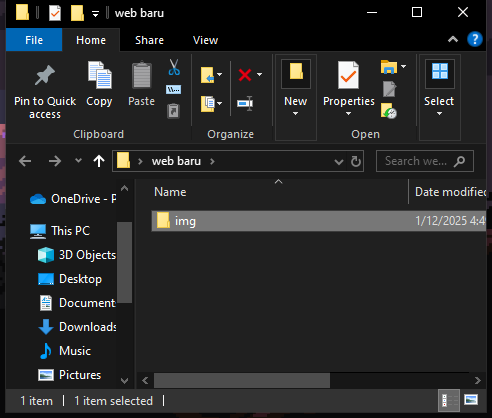 web baru
File Home Share View
Pin to Quick access
Copy
Paste
New
Properties
Select
Clipboard Organize Open
web baru
Search we...
OneDrive - P
This PC
3D Objects
Desktop
Document
Downloads
Music
Pictures
Name Date modified
img 1/12/2025 4:4
1 item 1 item selected